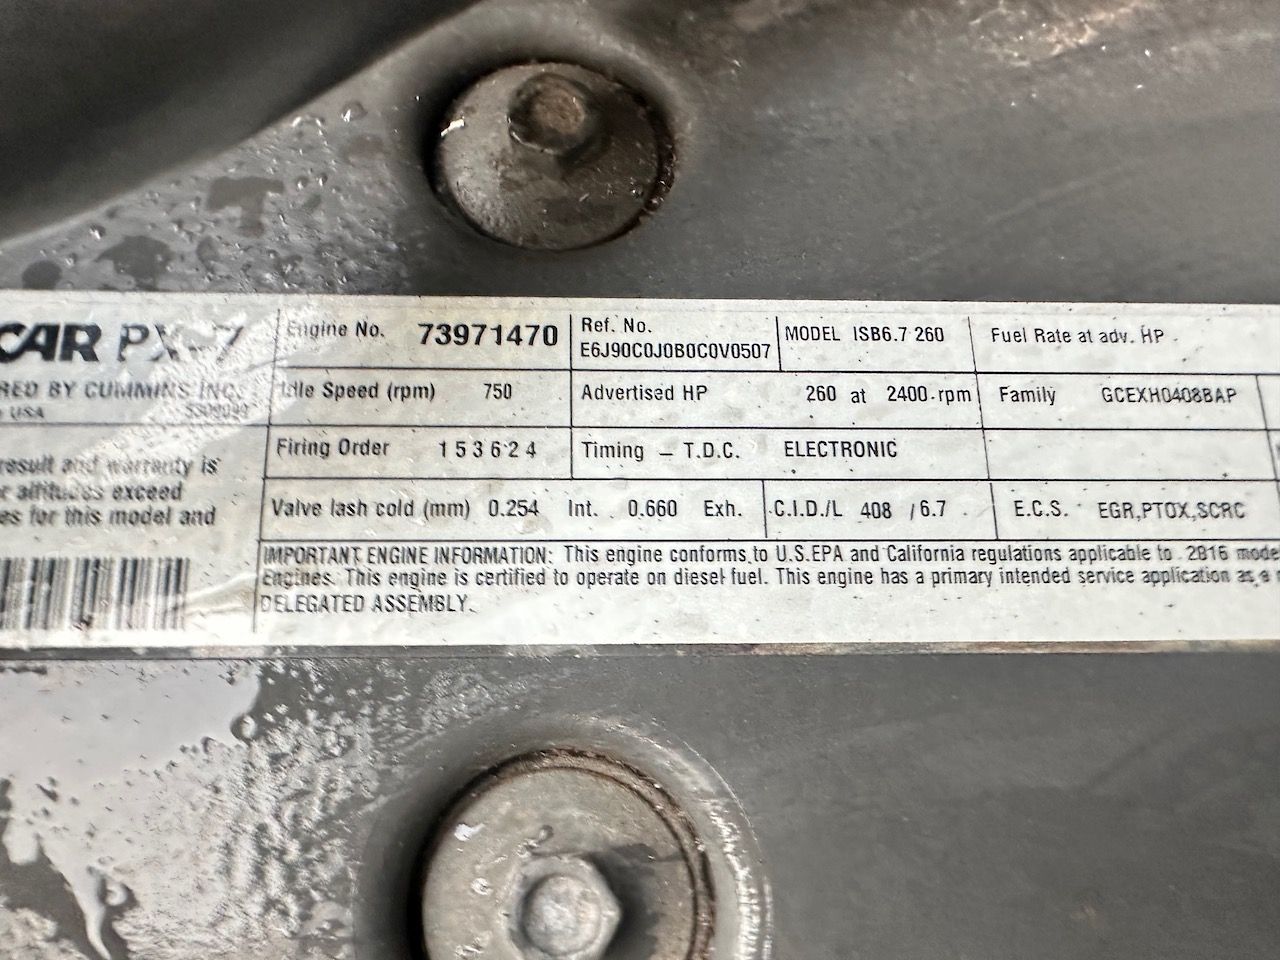 CAR PX-7
RED BY CUMMINS INC.
USA
Engine No. 73971470
Ref. No.
E6J90C0J0B0C0V0507
MODEL ISB6.7 260
Fuel Rate at adv. HP
Idle Speed (rpm) 750
Advertised HP 260 at 2400 rpm
Family GCEXH0408BAP
Firing Order 1 5 3 6 2 4
Timing - T.D.C. ELECTRONIC
Valve lash cold (mm) 0.254 Int. 0.660 Exh.
C.I.D./L 408 / 6.7
E.C.S. EGR,PTOX,SCRC
result and warranty is
altitudes exceed
es for this model and
IMPORTANT ENGINE INFORMATION: This engine conforms to U.S.EPA and California regulations applicable to 2016 mode
engines. This engine is certified to operate on diesel fuel. This engine has a primary intended service application as a
DELEGATED ASSEMBLY.